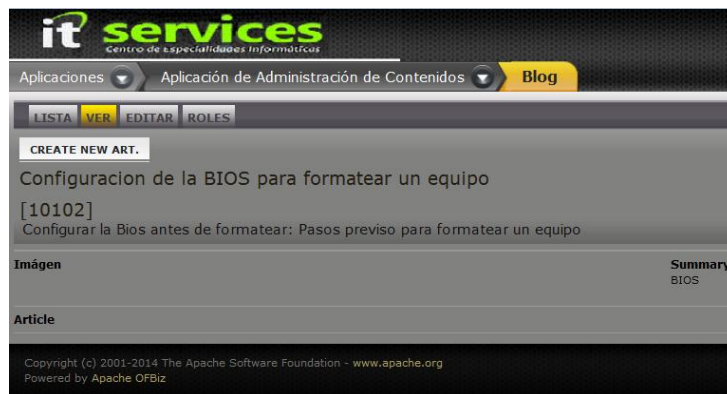 it services
Centro de Especialidades Informáticas
Aplicaciones Aplicación de Administración de Contenidos Blog
LISTA VER EDITAR ROLES
CREATE NEW ART.
Configuracion de la BIOS para formatear un equipo
[10102]
Configurar la Bios antes de formatear: Pasos previso para formatear un equipo
Imágen Summary
BIOS
Article
Copyright (c) 2001-2014 The Apache Software Foundation - www.apache.org
Powered by Apache OFBiz